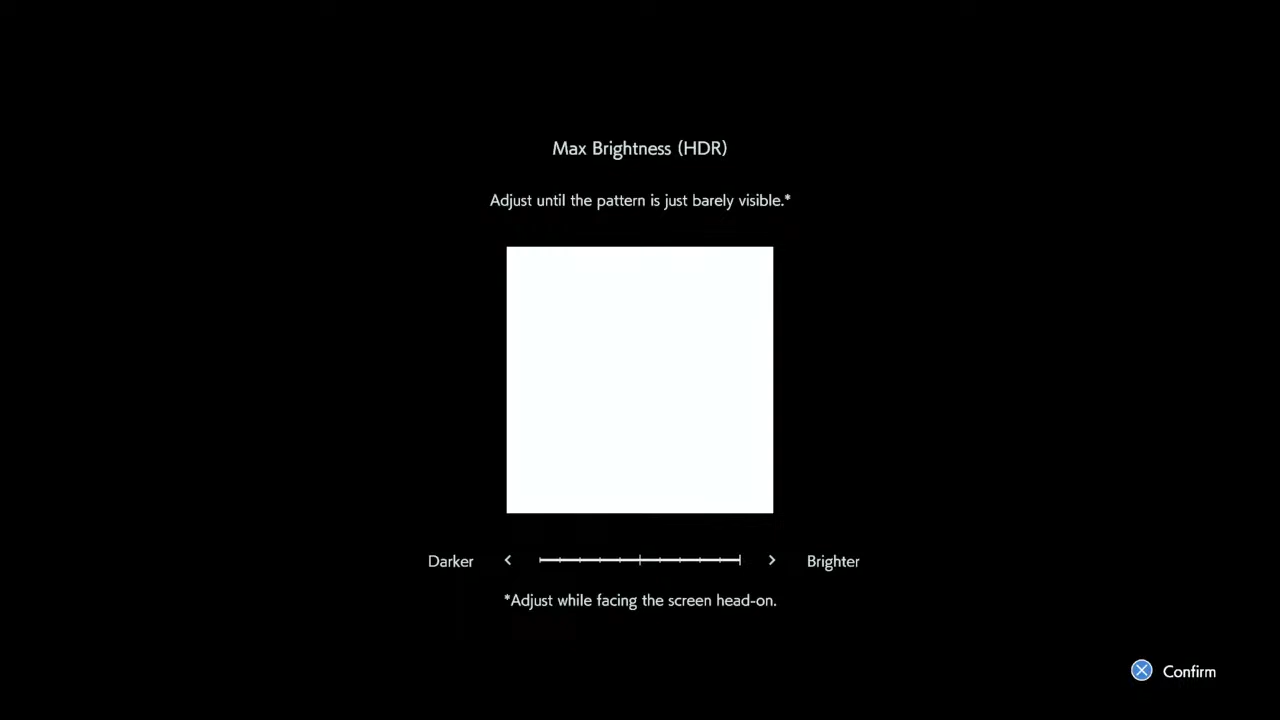 Max Brightness (HDR)
Adjust until the pattern is just barely visible.*
Darker < > Brighter
*Adjust while facing the screen head-on.
Confirm